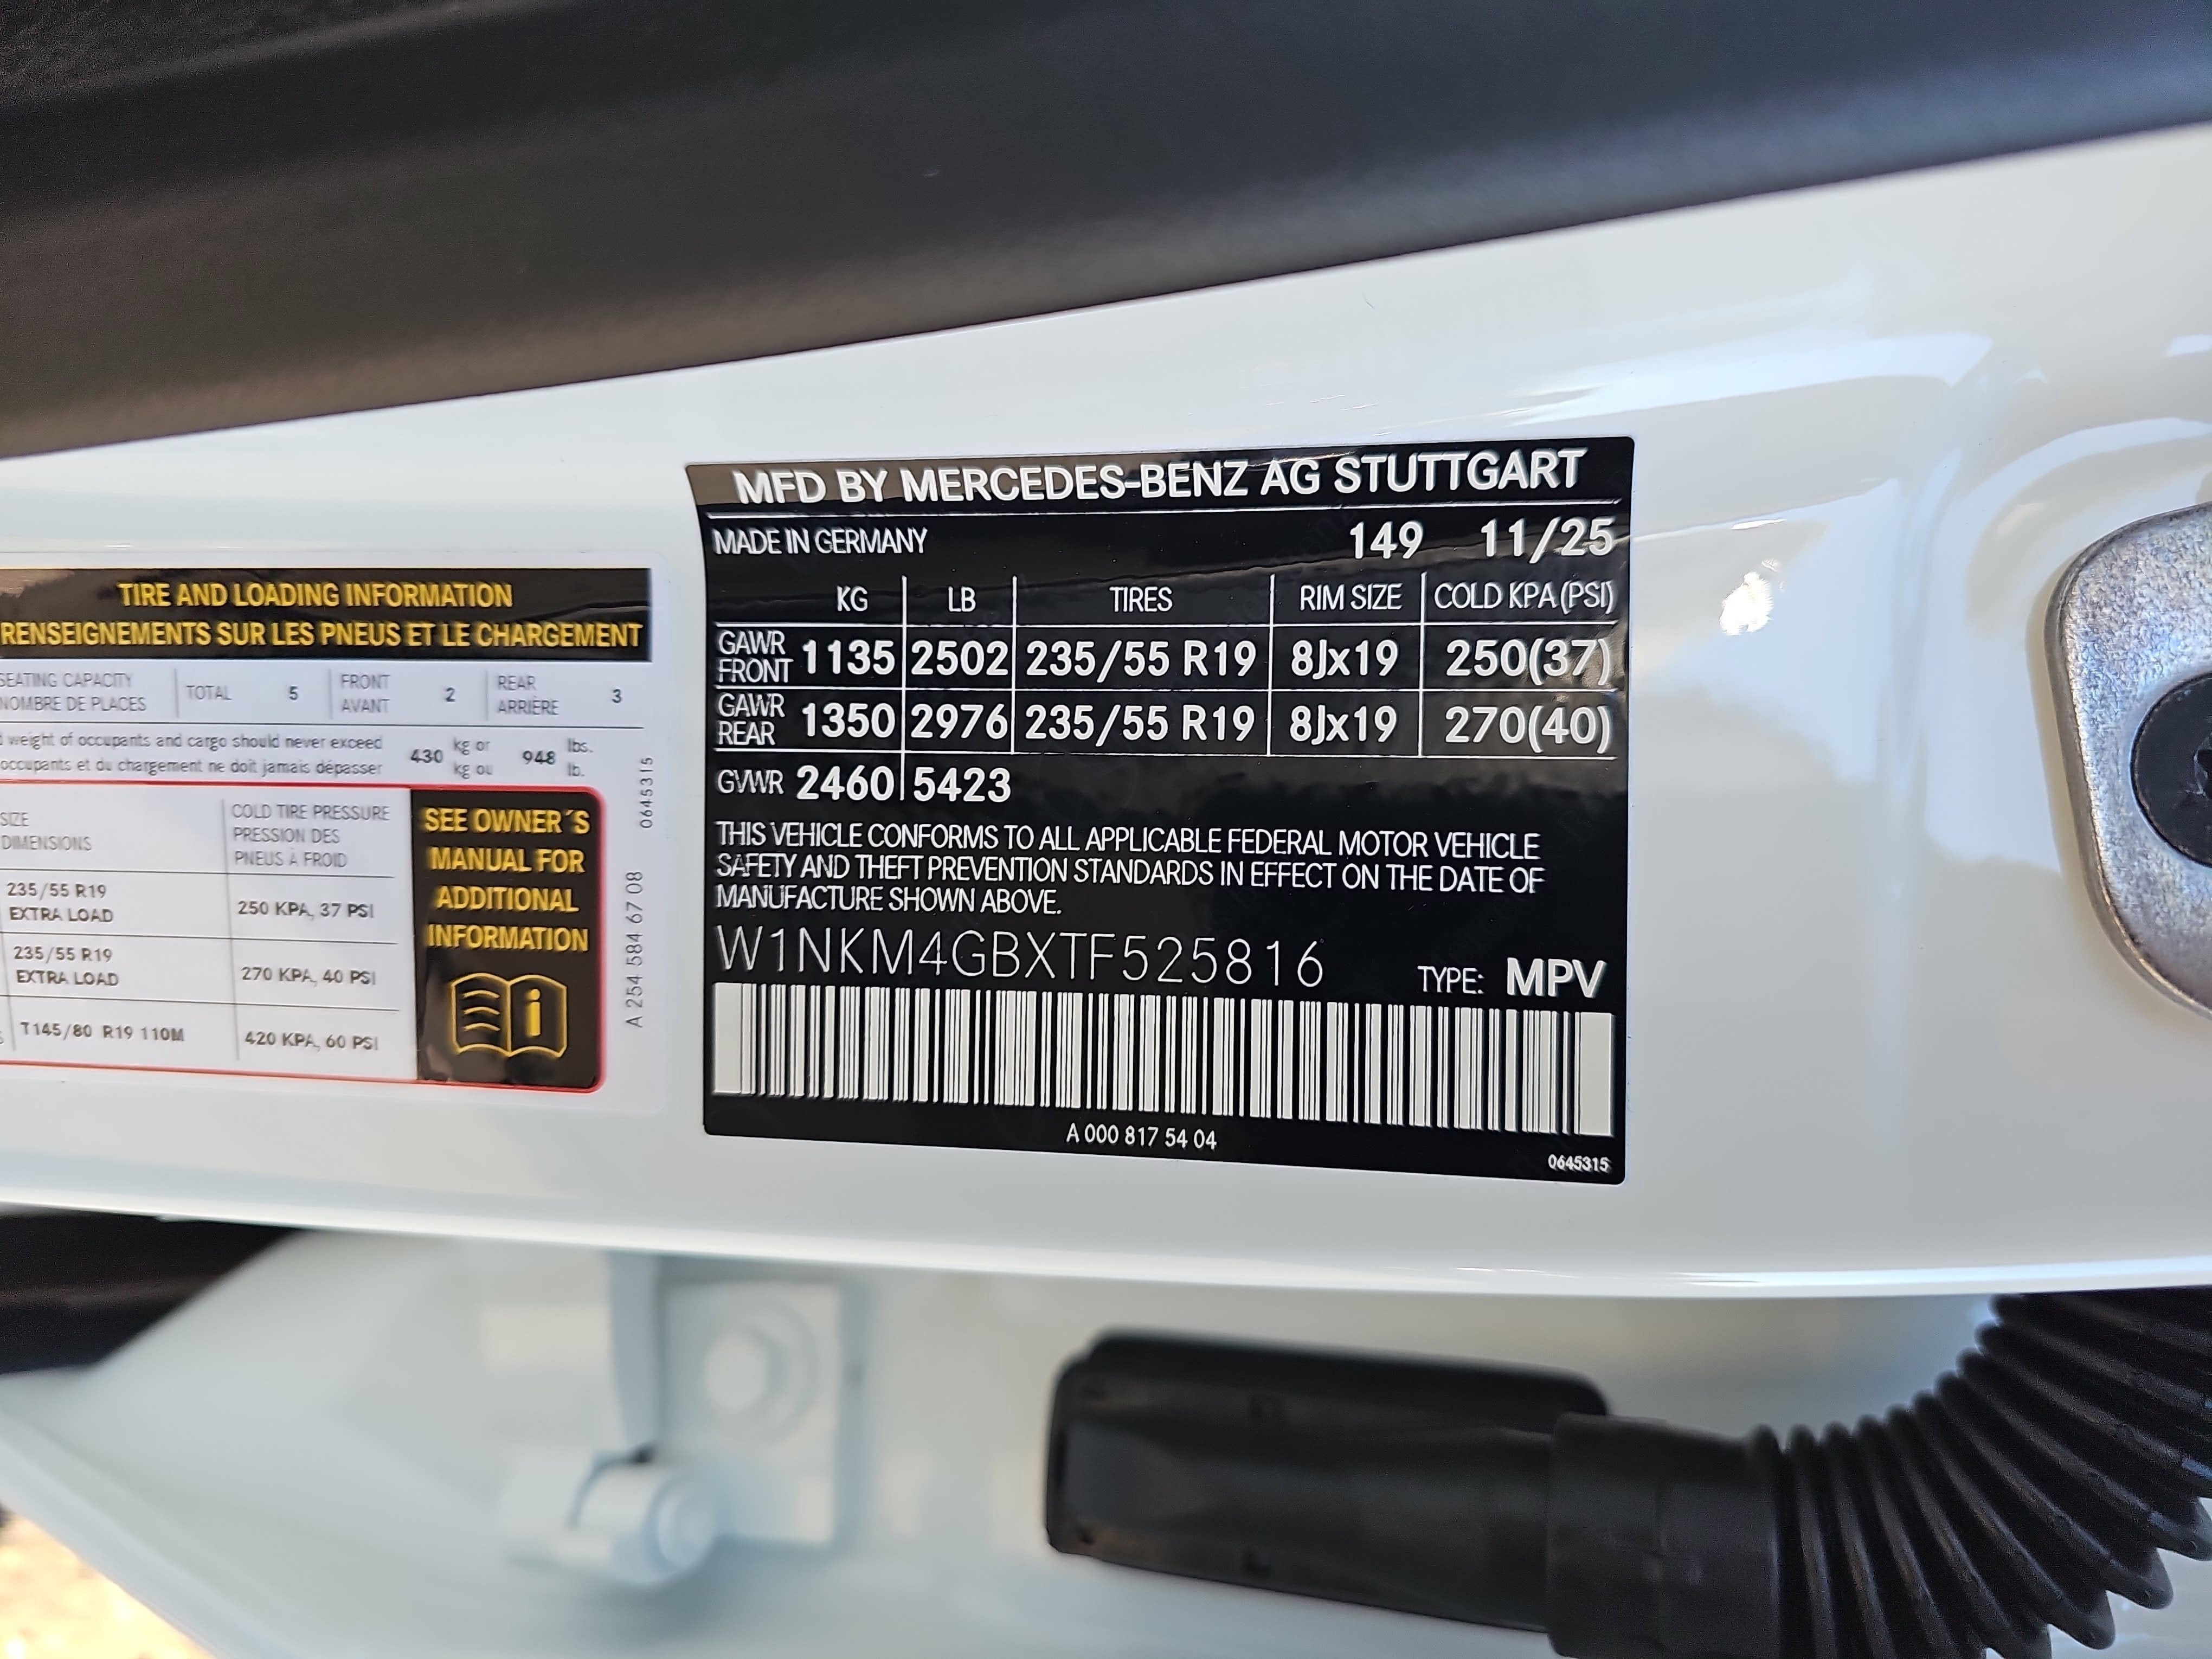 TIRE AND LOADING INFORMATION
RENSEIGNEMENTS SUR LES PNEUS ET LE CHARGEMENT
SEATING CAPACITY
NOMBRE DE PLACES
TOTAL 5
FRONT
AVANT
2
REAR
ARRIÈRE
3
weight of occupants and cargo should never exceed
occupants et du chargement ne doit jamais dépasser
430
kg or
kg ou
948
lbs.
lb.
SIZE
DIMENSIONS
COLD TIRE PRESSURE
PRESSION DES
PNEUS À FROID
235/55 R19
EXTRA LOAD
250 KPA, 37 PSI
235/55 R19
EXTRA LOAD
270 KPA, 40 PSI
T145/80 R19 110M
420 KPA, 60 PSI
SEE OWNER´S
MANUAL FOR
ADDITIONAL
INFORMATION
A 254 584 67 08 0645315
MFD BY MERCEDES-BENZ AG STUTTGART
MADE IN GERMANY 149 11/25
KG LB TIRES RIM SIZE COLD KPA (PSI)
GAWR
FRONT
1135 2502 235/55 R19 8Jx19 250(37)
GAWR
REAR
1350 2976 235/55 R19 8Jx19 270(40)
GVWR 2460 5423
THIS VEHICLE CONFORMS TO ALL APPLICABLE FEDERAL MOTOR VEHICLE
SAFETY AND THEFT PREVENTION STANDARDS IN EFFECT ON THE DATE OF
MANUFACTURE SHOWN ABOVE.
W1NKM4GBXTF525816 TYPE: MPV
A 000 817 54 04
0645315